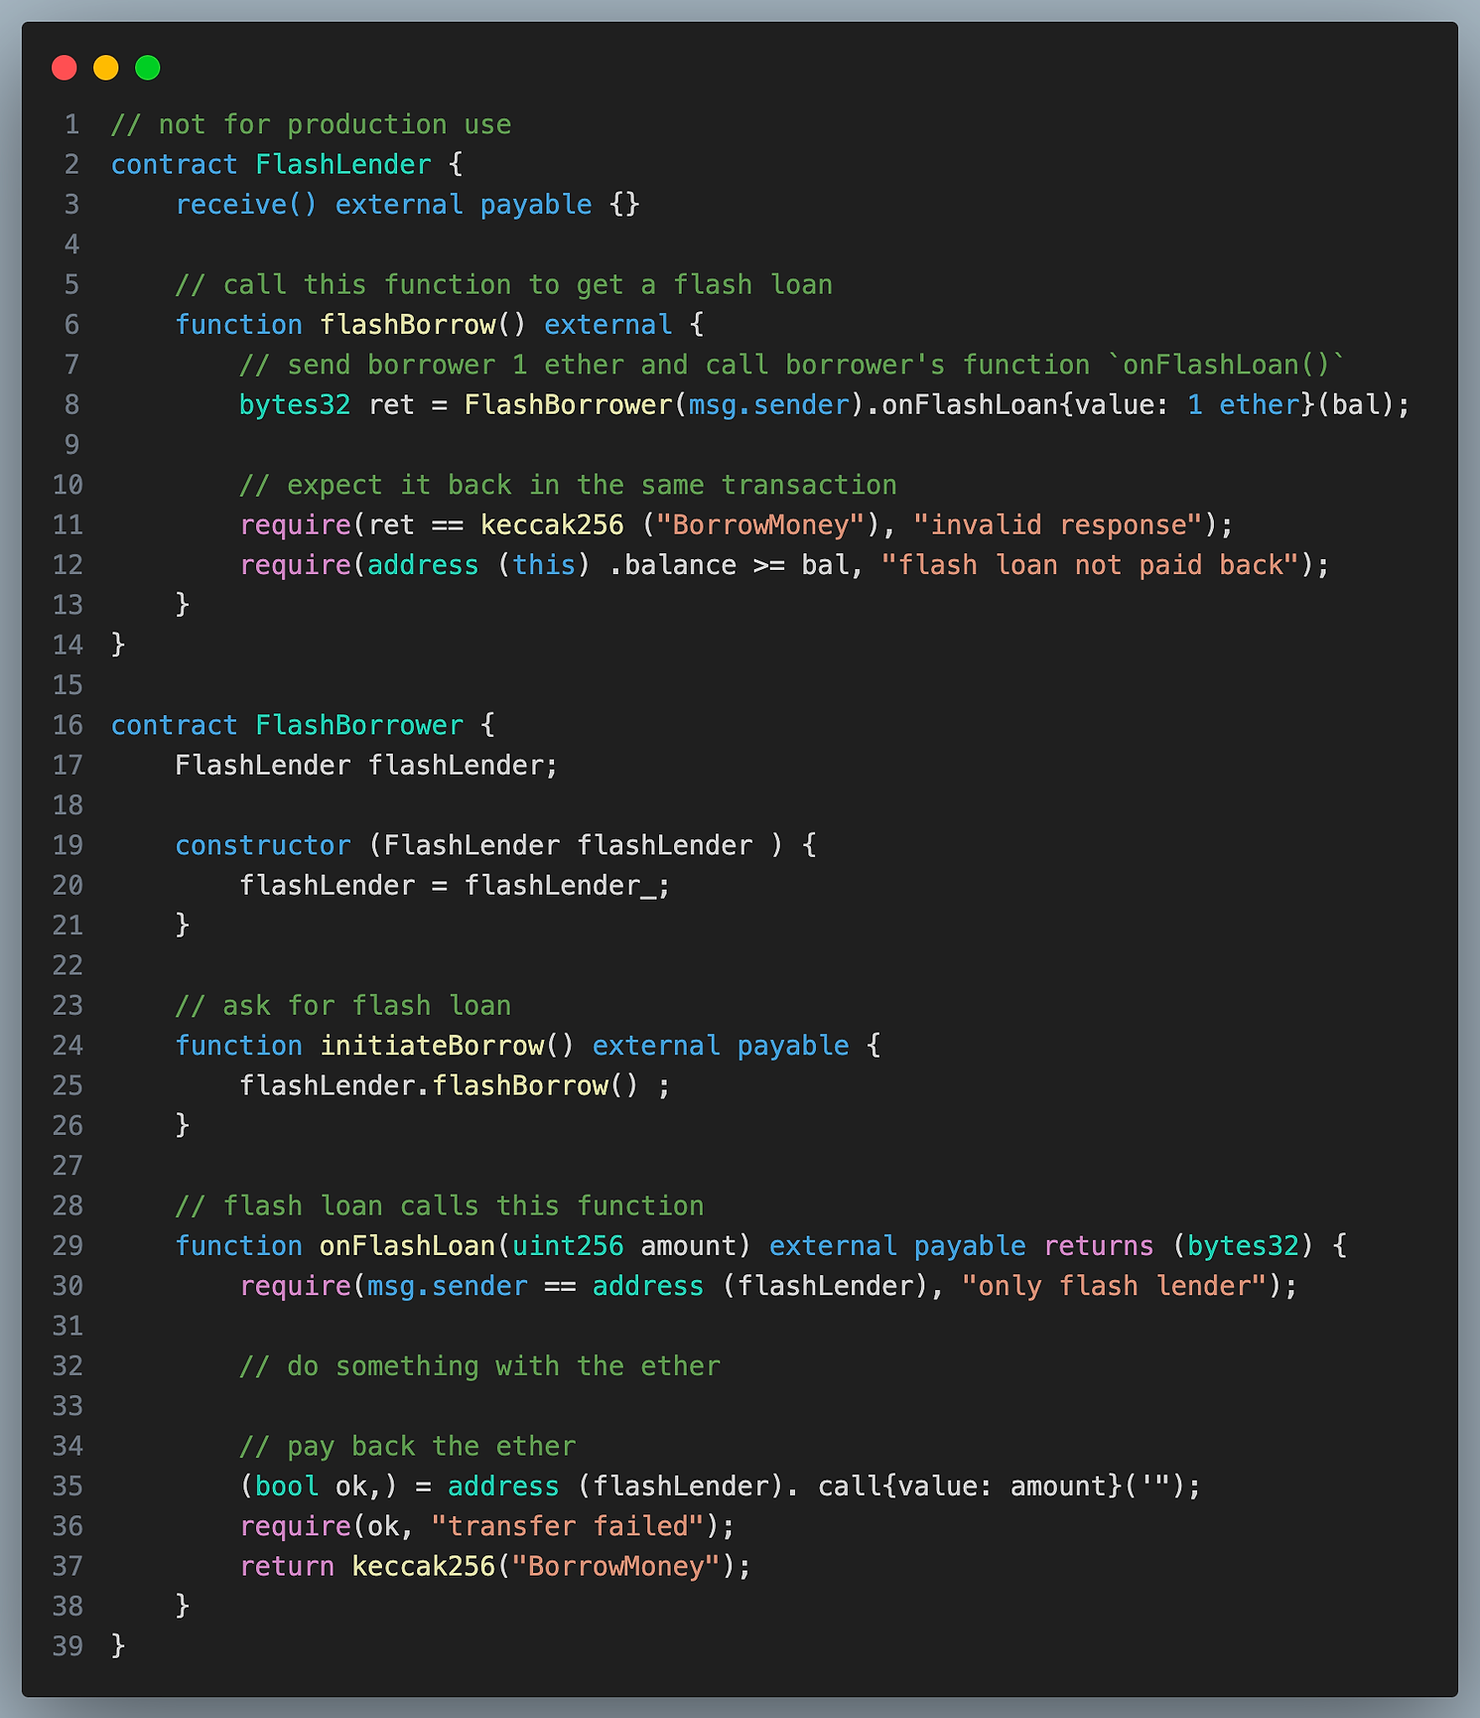 1 // not for production use
2 contract FlashLender {
3     receive() external payable {}
4
5     // call this function to get a flash loan
6     function flashBorrow() external {
7         // send borrower 1 ether and call borrower's function `onFlashLoan()`
8         bytes32 ret = FlashBorrower(msg.sender).onFlashLoan{value: 1 ether}(bal);
9
10         // expect it back in the same transaction
11         require(ret == keccak256 ("BorrowMoney"), "invalid response");
12         require(address (this) .balance >= bal, "flash loan not paid back");
13     }
14 }
15
16 contract FlashBorrower {
17     FlashLender flashLender;
18
19     constructor (FlashLender flashLender ) {
20         flashLender = flashLender_;
21     }
22
23     // ask for flash loan
24     function initiateBorrow() external payable {
25         flashLender.flashBorrow() ;
26     }
27
28     // flash loan calls this function
29     function onFlashLoan(uint256 amount) external payable returns (bytes32) {
30         require(msg.sender == address (flashLender), "only flash lender");
31
32         // do something with the ether
33
34         // pay back the ether
35         (bool ok,) = address (flashLender). call{value: amount}('");
36         require(ok, "transfer failed");
37         return keccak256("BorrowMoney");
38     }
39 }